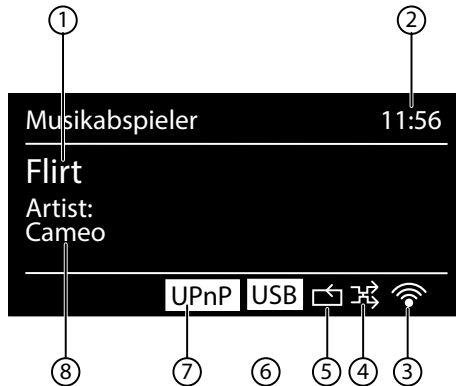 1 2
Musikabspieler 11:56
Flirt
Artist:
Cameo
UPnP USB
8 7 6 5 4 3